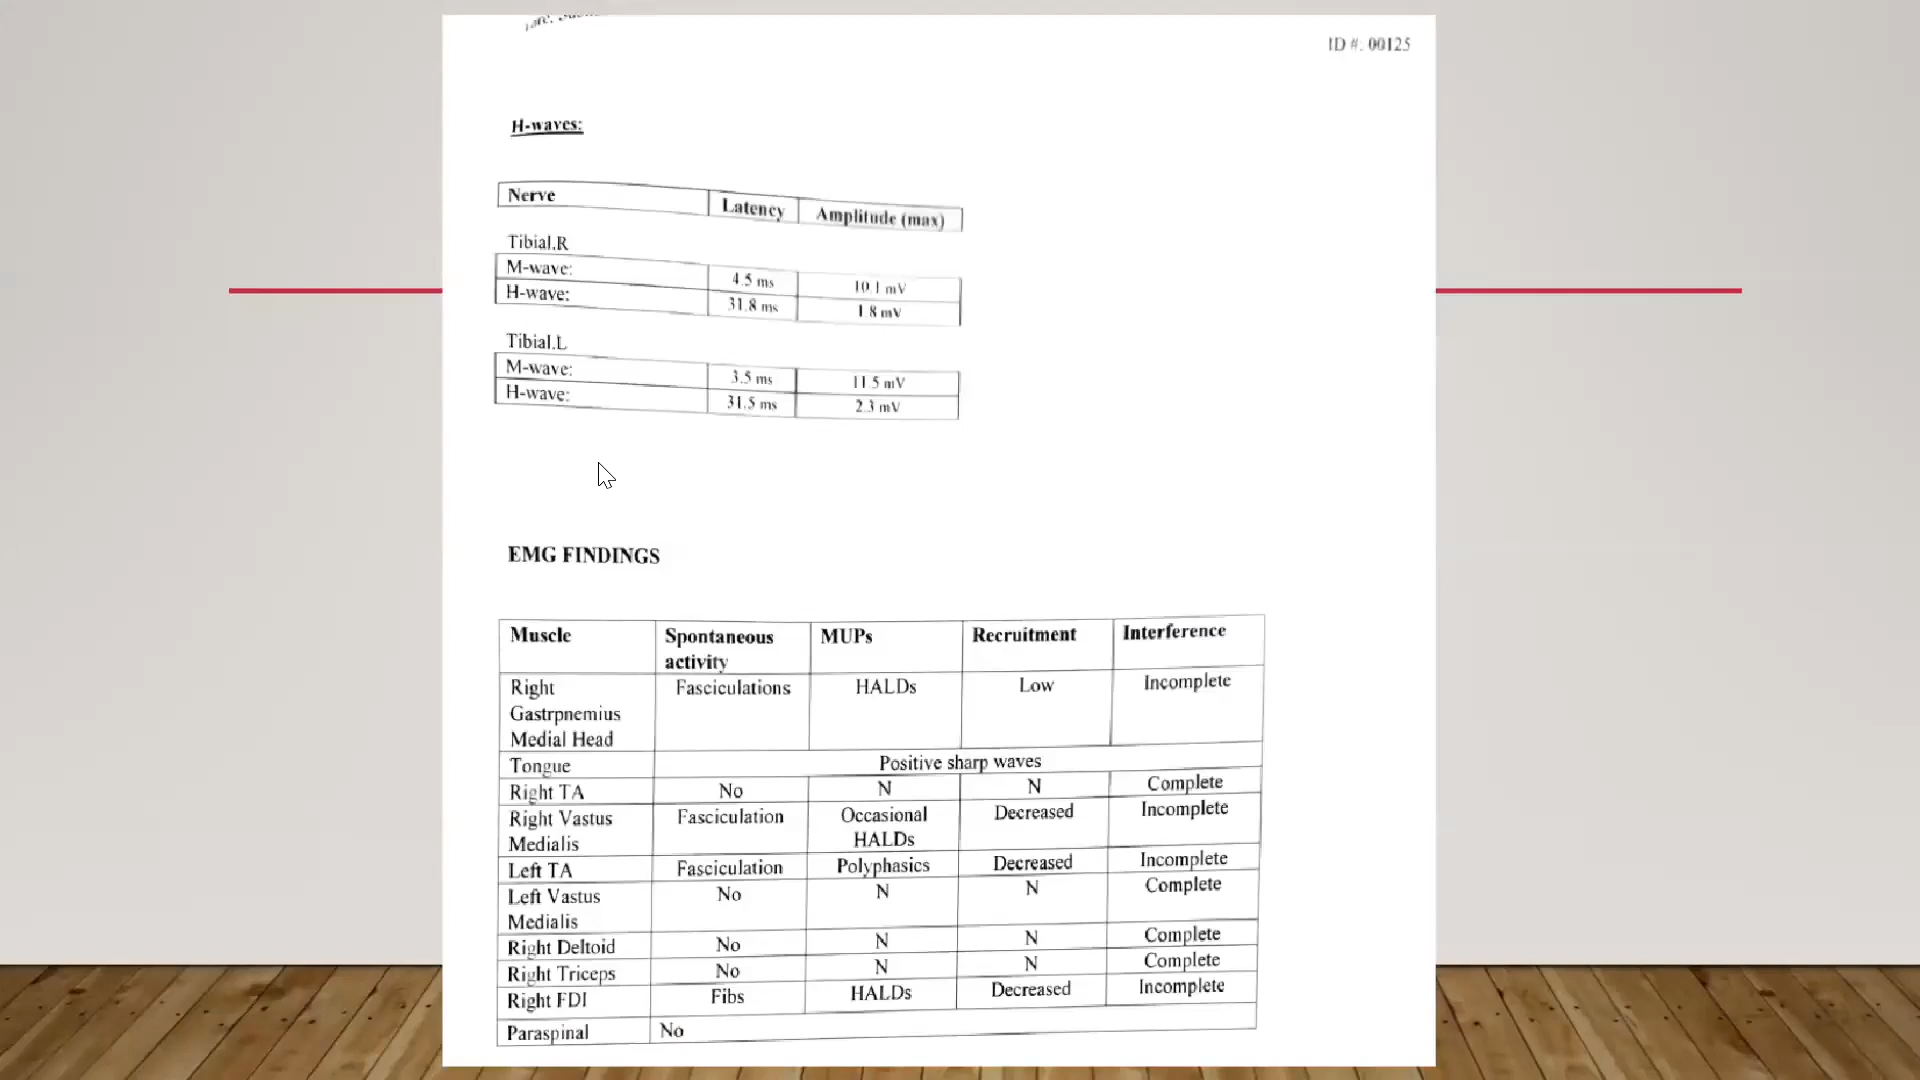 ID #: 00125
H-waves:
Nerve Latency Amplitude (max)
Tibial.R
M-wave: 4.5 ms 10.1 mV
H-wave: 31.8 ms 1.8 mV
Tibial.L
M-wave: 3.5 ms 11.5 mV
H-wave: 31.5 ms 2.3 mV
EMG FINDINGS
Muscle Spontaneous activity MUPs Recruitment Interference
Right Gastrpnemius Medial Head Fasciculations HALDs Low Incomplete
Tongue Positive sharp waves
Right TA No N N Complete
Right Vastus Medialis Fasciculation Occasional HALDs Decreased Incomplete
Left TA Fasciculation Polyphasics Decreased Incomplete
Left Vastus Medialis No N N Complete
Right Deltoid No N N Complete
Right Triceps No N N Complete
Right FDI Fibs HALDs Decreased Incomplete
Paraspinal No